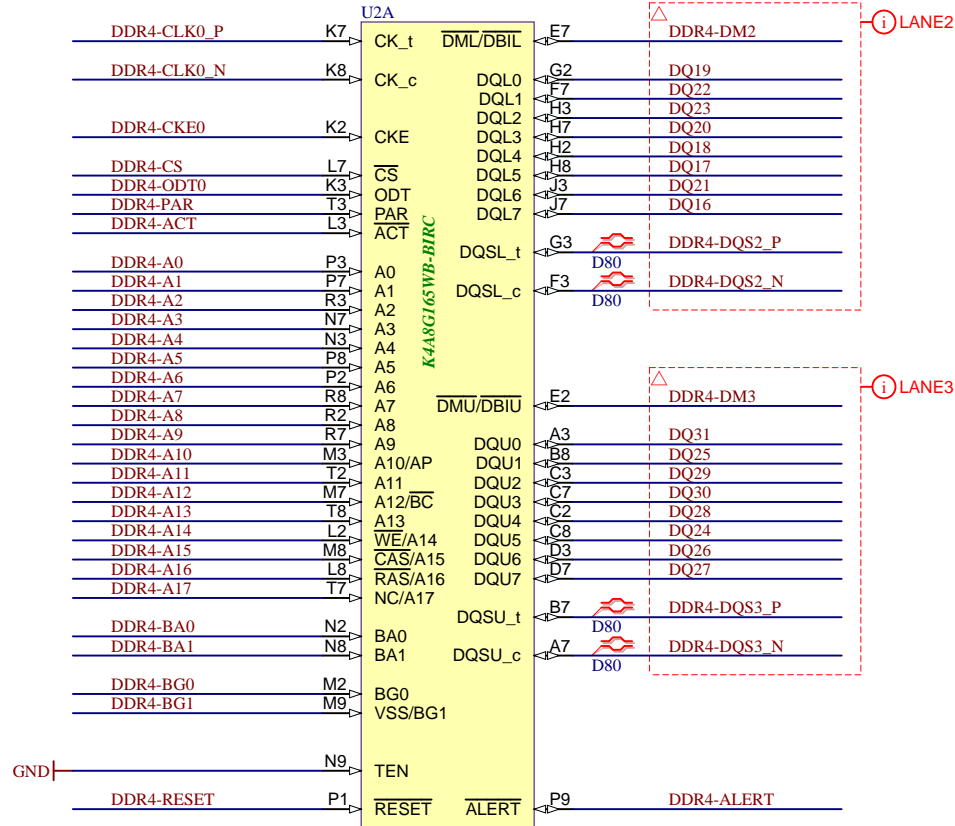 U2A
DDR4-CLK0_P K7 CK_t DML/DBIL E7 DDR4-DM2 LANE2
DDR4-CLK0_N K8 CK_c DQL0 G2 DQ19
DQL1 F7 DQ22
DQL2 H3 DQ23
DDR4-CKE0 K2 CKE DQL3 H7 DQ20
DQL4 H2 DQ18
DDR4-CS L7 CS DQL5 H8 DQ17
DDR4-ODT0 K3 ODT DQL6 J3 DQ21
DDR4-PAR T3 PAR DQL7 J7 DQ16
DDR4-ACT L3 ACT
DQSL_t G3 D80 DDR4-DQS2_P
DDR4-A0 P3 A0
DDR4-A1 P7 A1 DQSL_c F3 D80 DDR4-DQS2_N
DDR4-A2 R3 A2
DDR4-A3 N7 A3
K4A8G165WB-BIRC
DDR4-A4 N3 A4
DDR4-A5 P8 A5
DDR4-A6 P2 A6
DDR4-A7 R8 A7 DMU/DBIU E2 DDR4-DM3 LANE3
DDR4-A8 R2 A8
DDR4-A9 R7 A9 DQU0 A3 DQ31
DDR4-A10 M3 A10/AP DQU1 B8 DQ25
DDR4-A11 T2 A11 DQU2 C3 DQ29
DDR4-A12 M7 A12/BC DQU3 C7 DQ30
DDR4-A13 T8 A13 DQU4 C2 DQ28
DDR4-A14 L2 WE/A14 DQU5 C8 DQ24
DDR4-A15 M8 CAS/A15 DQU6 D3 DQ26
DDR4-A16 L8 RAS/A16 DQU7 D7 DQ27
DDR4-A17 T7 NC/A17
DQSU_t B7 D80 DDR4-DQS3_P
DDR4-BA0 N2 BA0
DDR4-BA1 N8 BA1 DQSU_c A7 D80 DDR4-DQS3_N
DDR4-BG0 M2 BG0
DDR4-BG1 M9 VSS/BG1
GND N9 TEN
DDR4-RESET P1 RESET ALERT P9 DDR4-ALERT